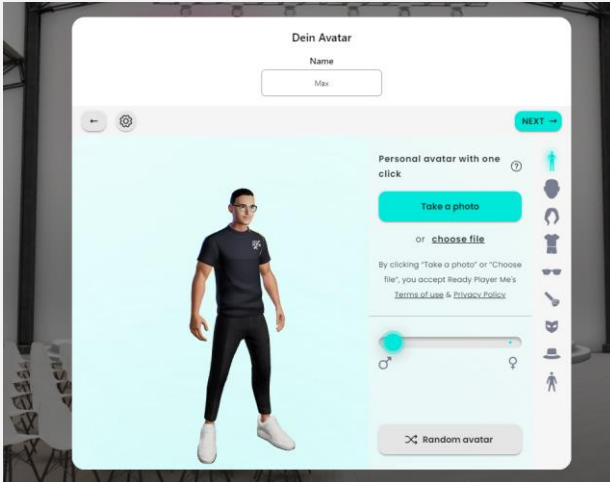 Dein Avatar
Name
Max
←
NEXT →
Personal avatar with one
click
?
Take a photo
or choose file
By clicking "Take a photo" or "Choose
file", you accept Ready Player Me's
Terms of use & Privacy Policy
♂ ♀
Random avatar